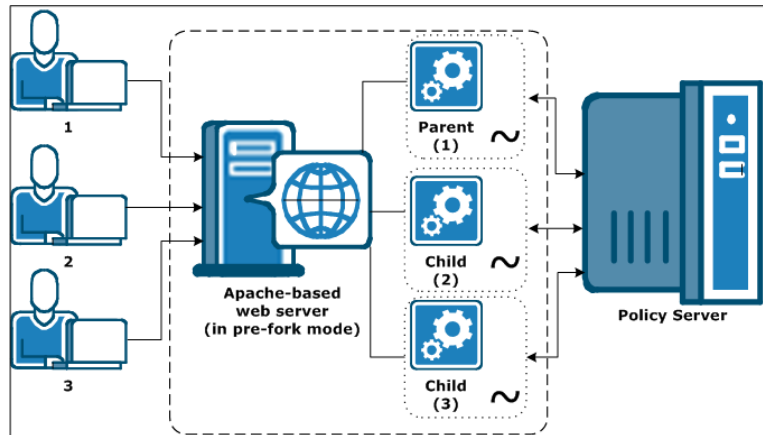 1
2
3
Apache-based
web server
(in pre-fork mode)
Parent
(1)
~
Child
(2)
~
Child
(3)
~
Policy Server